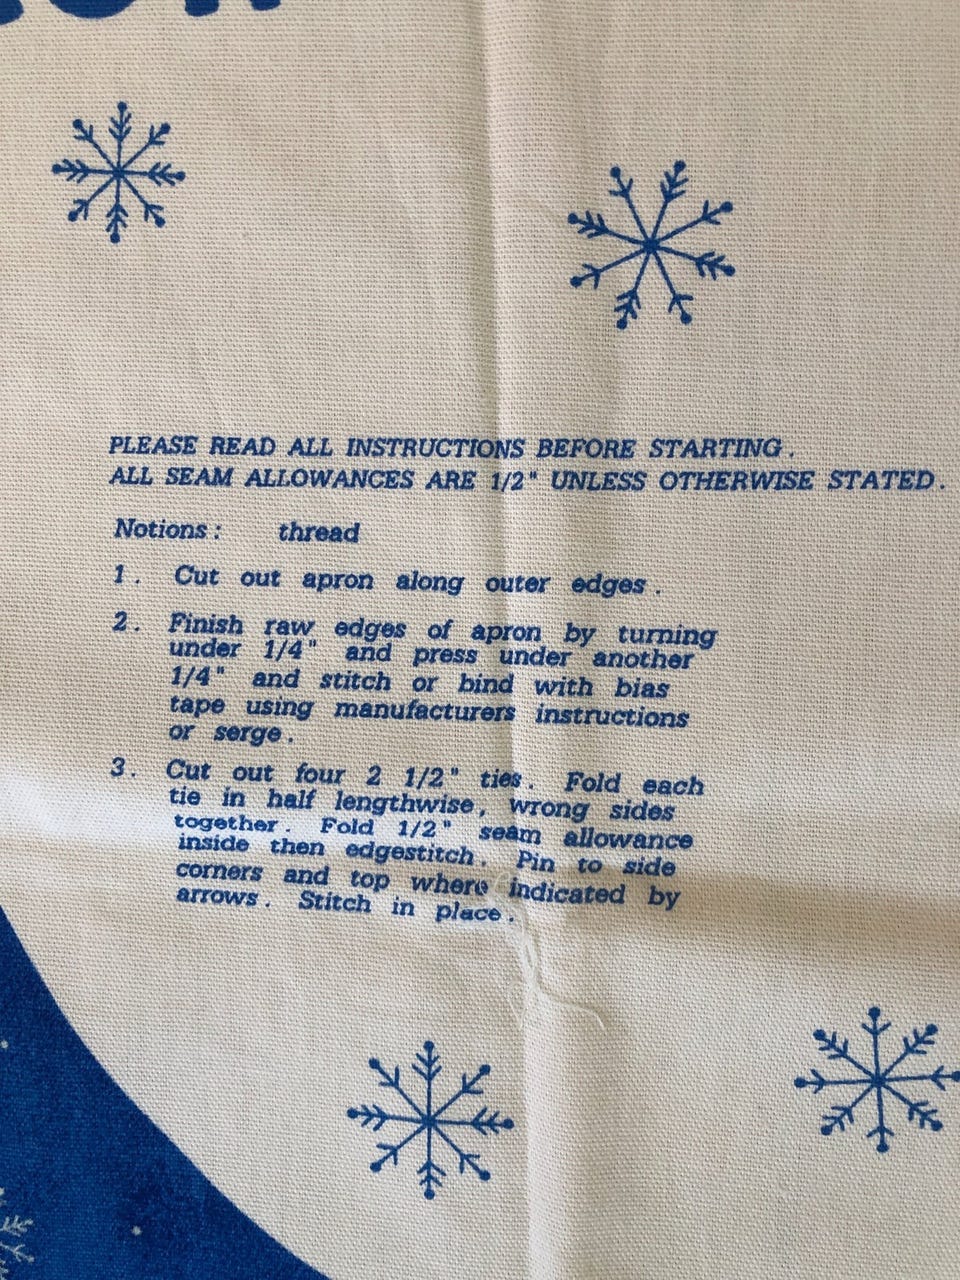 PLEASE READ ALL INSTRUCTIONS BEFORE STARTING.
ALL SEAM ALLOWANCES ARE 1/2" UNLESS OTHERWISE STATED.
Notions: thread
1. Cut out apron along outer edges.
2. Finish raw edges of apron by turning
under 1/4" and press under another
1/4" and stitch or bind with bias
tape using manufacturers instructions
or serge.
3. Cut out four 2 1/2" ties. Fold each
tie in half lengthwise, wrong sides
together. Fold 1/2" seam allowance
inside then edgestitch. Pin to side
corners and top where indicated by
arrows. Stitch in place.